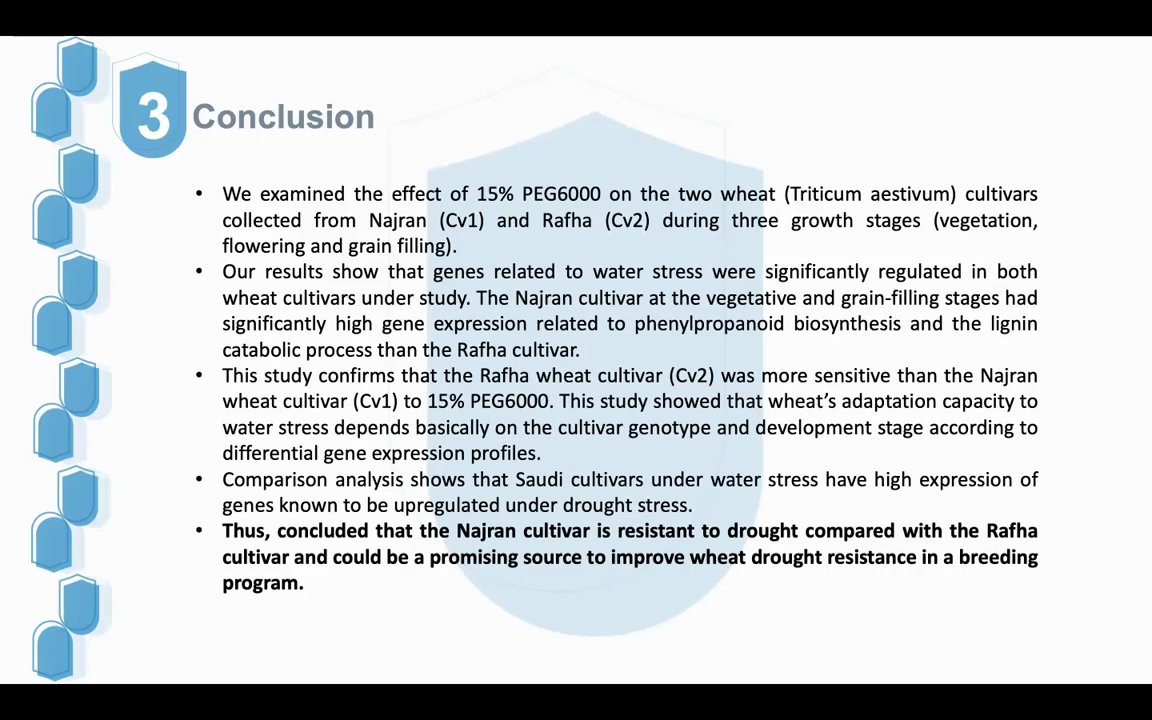 3 Conclusion
• We examined the effect of 15% PEG6000 on the two wheat (Triticum aestivum) cultivars
collected from Najran (Cv1) and Rafha (Cv2) during three growth stages (vegetation,
flowering and grain filling).
• Our results show that genes related to water stress were significantly regulated in both
wheat cultivars under study. The Najran cultivar at the vegetative and grain-filling stages had
significantly high gene expression related to phenylpropanoid biosynthesis and the lignin
catabolic process than the Rafha cultivar.
• This study confirms that the Rafha wheat cultivar (Cv2) was more sensitive than the Najran
wheat cultivar (Cv1) to 15% PEG6000. This study showed that wheat’s adaptation capacity to
water stress depends basically on the cultivar genotype and development stage according to
differential gene expression profiles.
• Comparison analysis shows that Saudi cultivars under water stress have high expression of
genes known to be upregulated under drought stress.
• Thus, concluded that the Najran cultivar is resistant to drought compared with the Rafha
cultivar and could be a promising source to improve wheat drought resistance in a breeding
program.